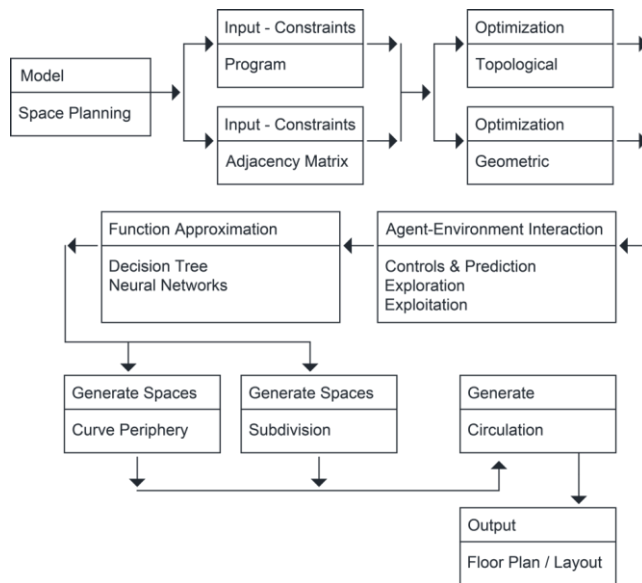 Model
Space Planning
Input - Constraints
Program
Input - Constraints
Adjacency Matrix
Optimization
Topological
Optimization
Geometric
Agent-Environment Interaction
Controls & Prediction
Exploration
Exploitation
Function Approximation
Decision Tree
Neural Networks
Generate Spaces
Curve Periphery
Generate Spaces
Subdivision
Generate
Circulation
Output
Floor Plan / Layout